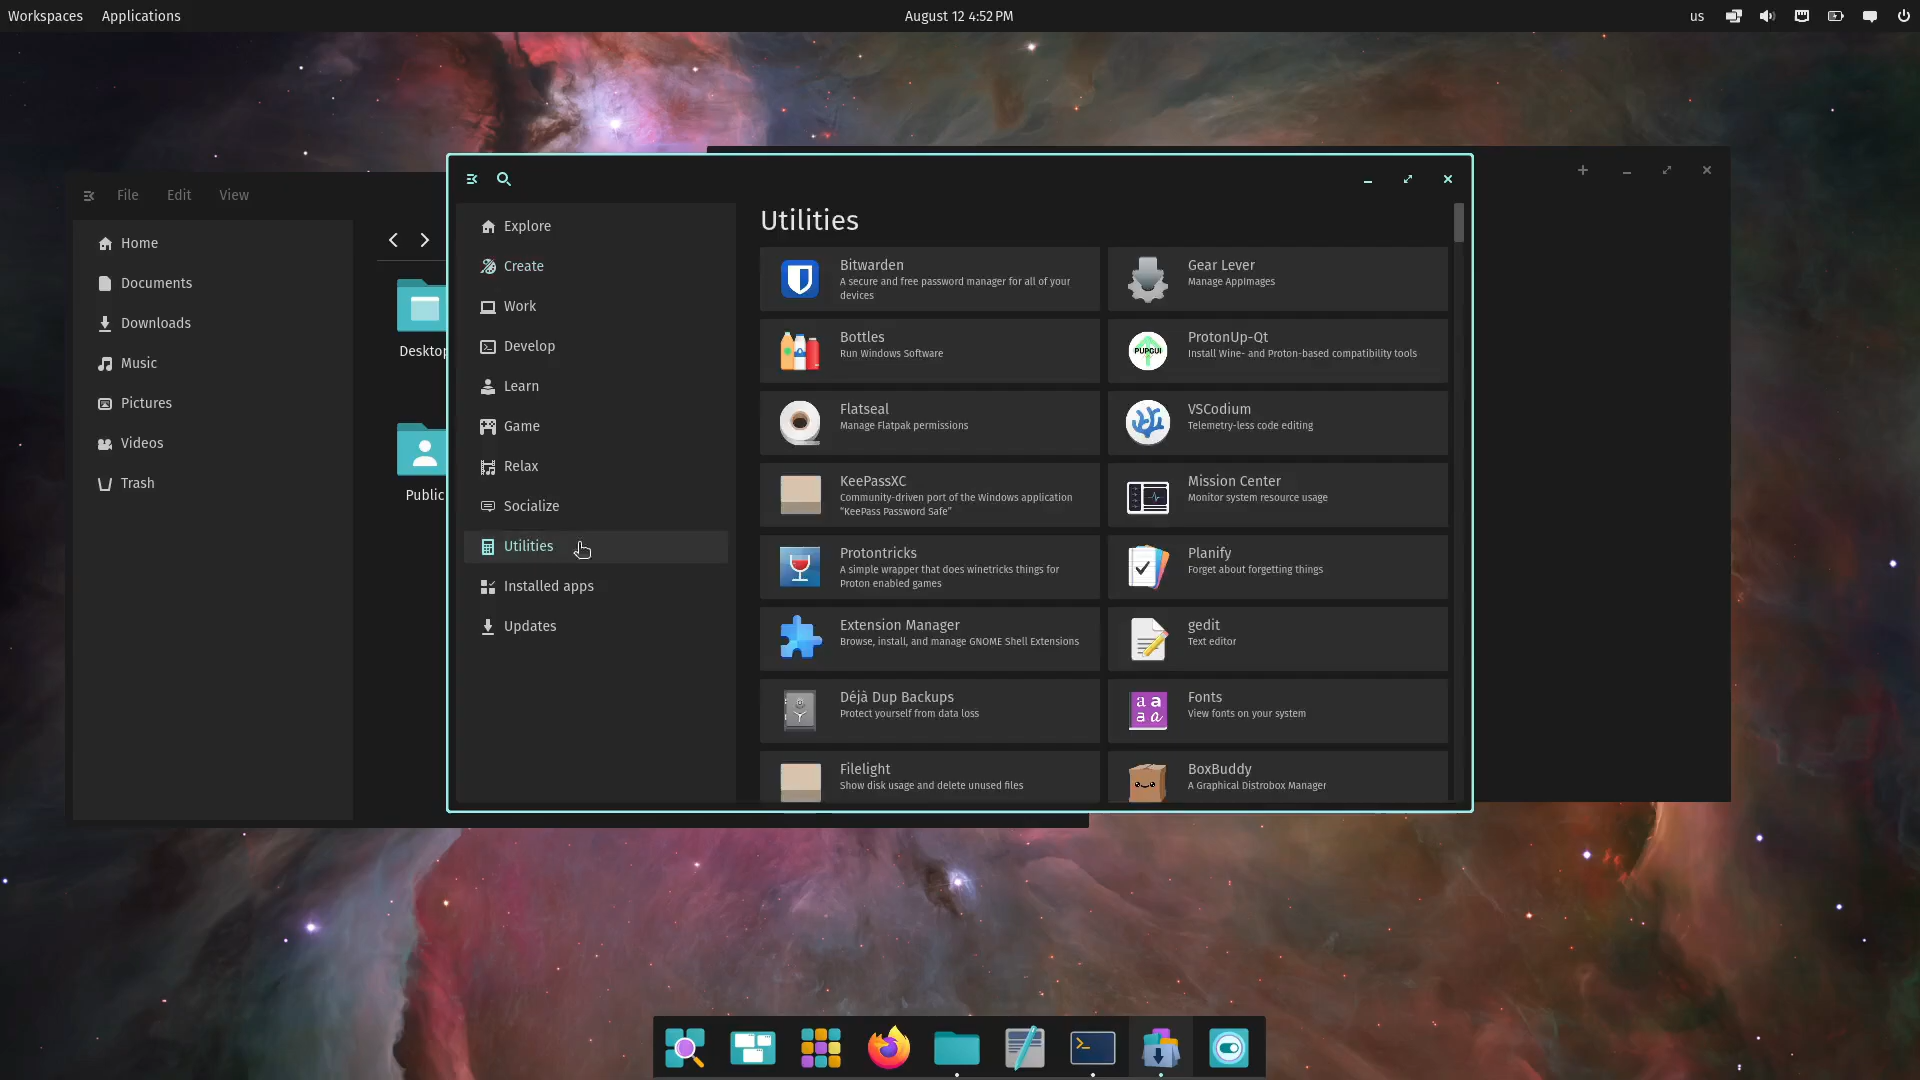 Workspaces Applications August 12 4:52 PM us
File Edit View
Home
Documents
Downloads
Music
Pictures
Videos
Trash
Desktop
Public
Explore
Create
Work
Develop
Learn
Game
Relax
Socialize
Utilities
Installed apps
Updates
Utilities
Bitwarden
A secure and free password manager for all of your
devices
Gear Lever
Manage AppImages
Bottles
Run Windows Software
PUPGUI
ProtonUp-Qt
Install Wine- and Proton-based compatibility tools
Flatseal
Manage Flatpak permissions
VSCodium
Telemetry-less code editing
KeePassXC
Community-driven port of the Windows application
“KeePass Password Safe”
Mission Center
Monitor system resource usage
Protontricks
A simple wrapper that does winetricks things for
Proton enabled games
Planify
Forget about forgetting things
Extension Manager
Browse, install, and manage GNOME Shell Extensions
gedit
Text editor
Déjà Dup Backups
Protect yourself from data loss
a a
a a
Fonts
View fonts on your system
Filelight
Show disk usage and delete unused files
BoxBuddy
A Graphical Distrobox Manager